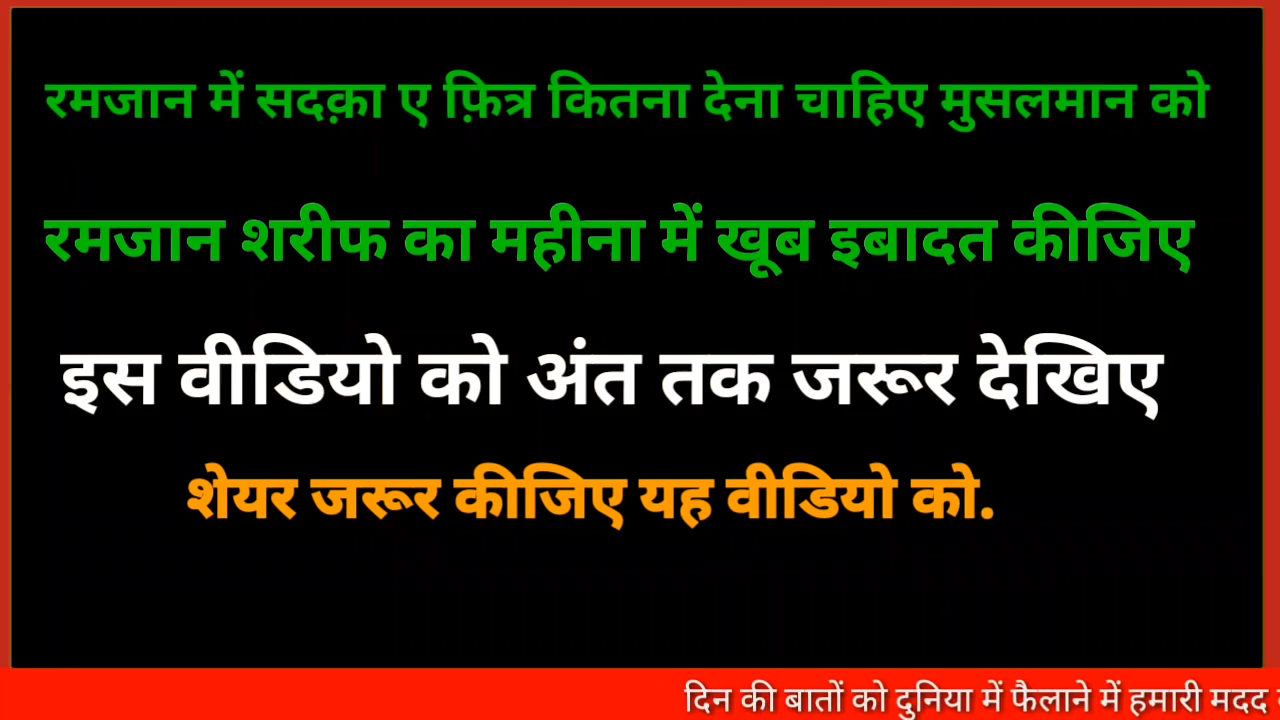 रमजान में सदक़ा ए फ़ित्र कितना देना चाहिए मुसलमान को
रमजान शरीफ का महीना में खूब इबादत कीजिए
इस वीडियो को अंत तक जरूर देखिए
शेयर जरूर कीजिए यह वीडियो को.
दिन की बातों को दुनिया में फैलाने में हमारी मदद